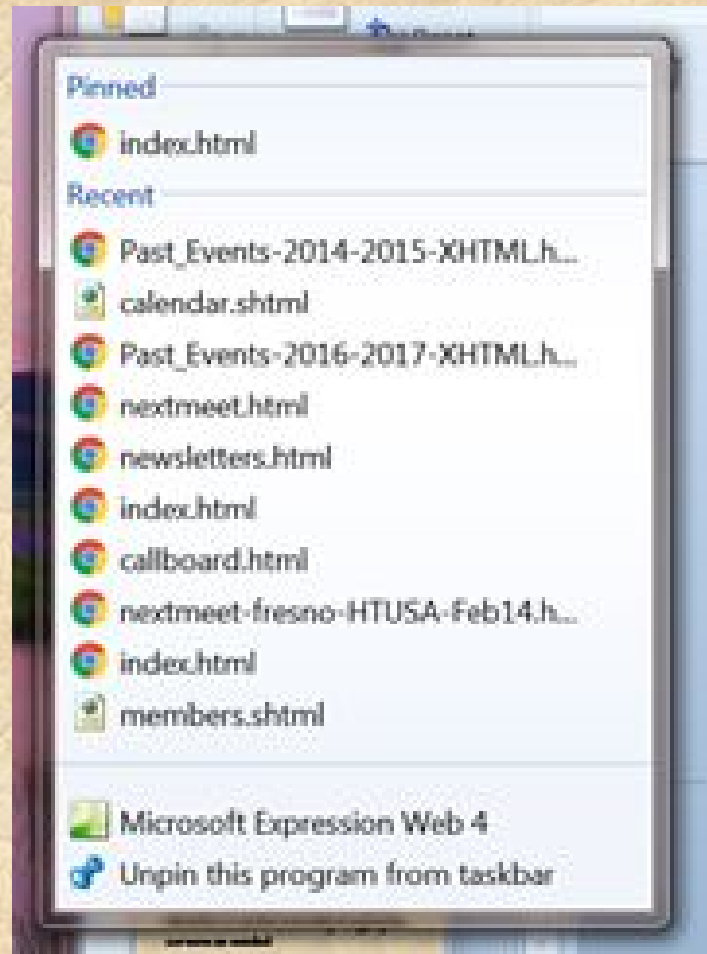 Pinned
index.html
Recent
Past_Events-2014-2015-XHTML.h...
calendar.shtml
Past_Events-2016-2017-XHTML.h...
nextmeet.html
newsletters.html
index.html
callboard.html
nextmeet-fresno-HTUSA-Feb14.h...
index.html
members.shtml
Microsoft Expression Web 4
Unpin this program from taskbar